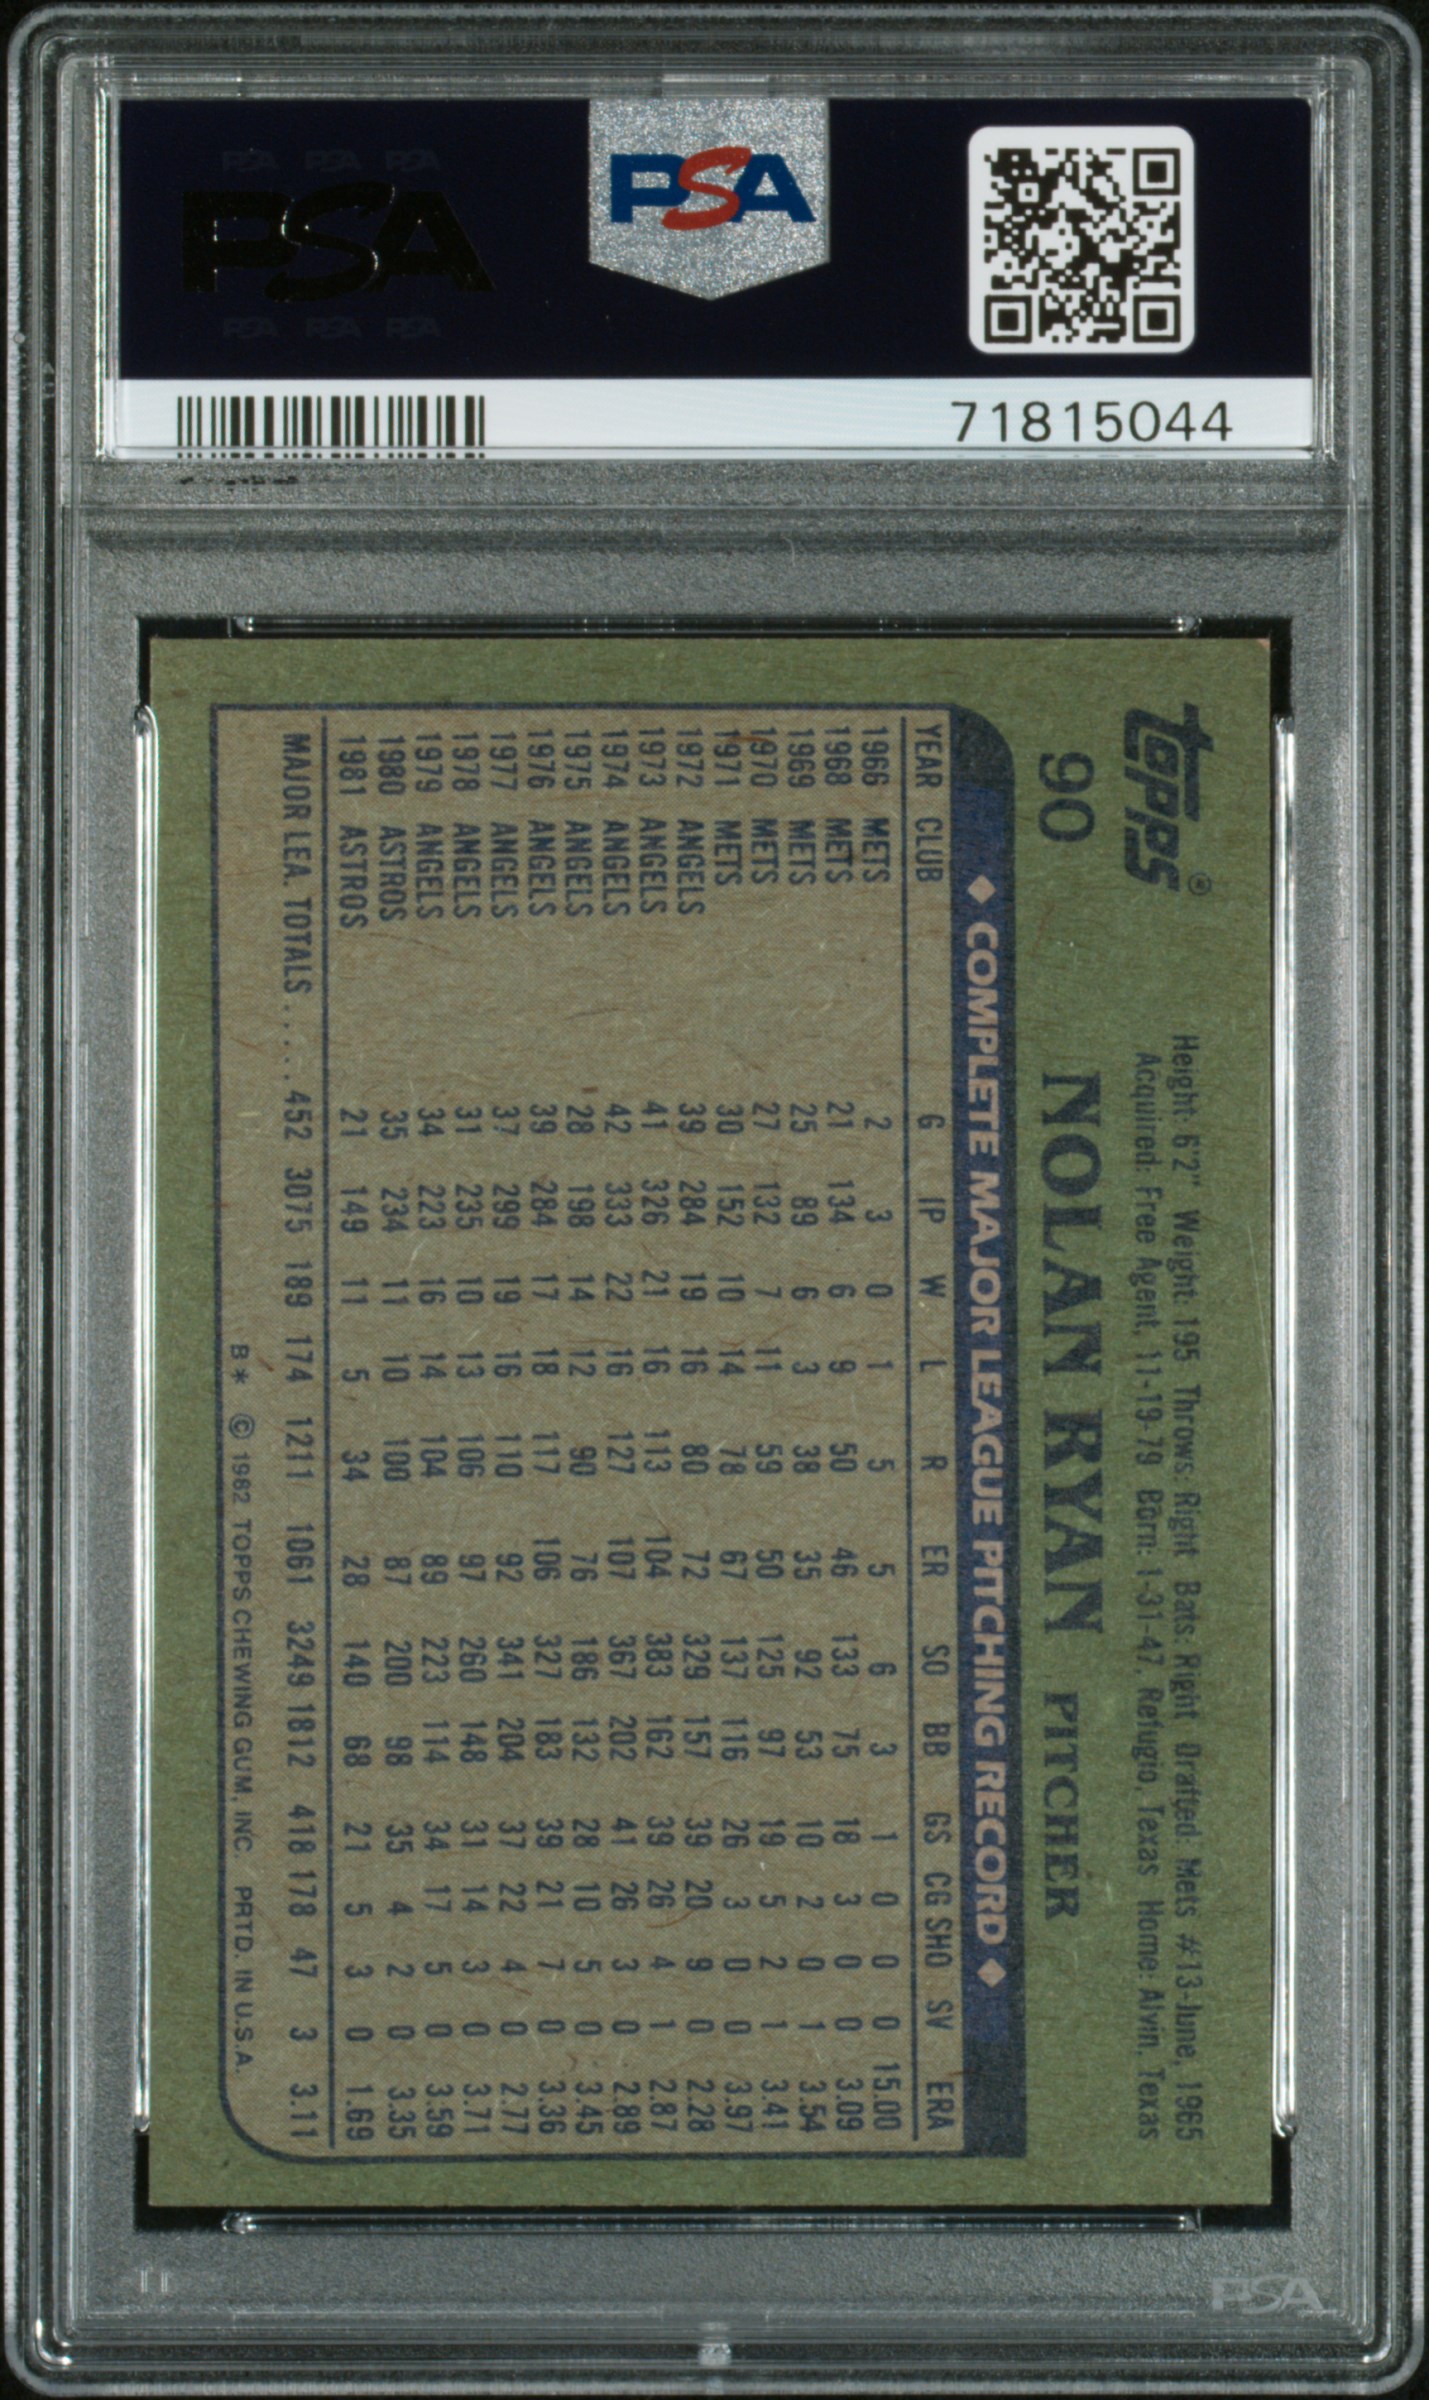 PSA PSA PSA
PSA
PSA PSA PSA
PSA
71815044
Topps®
Height: 6'2" Weight: 195 Throws: Right Bats: Right Drafted: Mets #13-June, 1965
Acquired: Free Agent, 11-19-79 Born: 1-31-47, Refugio, Texas Home: Alvin, Texas
90 NOLAN RYAN PITCHER
♦ COMPLETE MAJOR LEAGUE PITCHING RECORD ♦
YEAR CLUB G IP W L R ER SO BB GS CG SHO SV ERA
1966 METS 2 3 0 1 5 5 6 3 1 0 0 0 15.00
1968 METS 21 134 6 9 50 46 133 75 18 3 0 0 3.09
1969 METS 25 89 6 3 38 35 92 53 10 2 0 1 3.54
1970 METS 27 132 7 11 59 50 125 97 19 5 2 1 3.41
1971 METS 30 152 10 14 78 67 137 116 26 3 0 0 3.97
1972 ANGELS 39 284 19 16 80 72 329 157 39 20 9 0 2.28
1973 ANGELS 41 326 21 16 113 104 383 162 39 26 4 1 2.87
1974 ANGELS 42 333 22 16 127 107 367 202 41 26 3 0 2.89
1975 ANGELS 28 198 14 12 90 76 186 132 28 10 5 0 3.45
1976 ANGELS 39 284 17 18 117 106 327 183 39 21 7 0 3.36
1977 ANGELS 37 299 19 16 110 92 341 204 37 22 4 0 2.77
1978 ANGELS 31 235 10 13 106 97 260 148 31 14 3 0 3.71
1979 ANGELS 34 223 16 14 104 89 223 114 34 17 5 0 3.59
1980 ASTROS 35 234 11 10 100 87 200 98 35 4 2 0 3.35
1981 ASTROS 21 149 11 5 34 28 140 68 21 5 3 0 1.69
MAJOR LEA. TOTALS.....452 3075 189 174 1211 1061 3249 1812 418 178 47 3 3.11
B* © 1982 TOPPS CHEWING GUM, INC. PRTD. IN U.S.A.
PSA